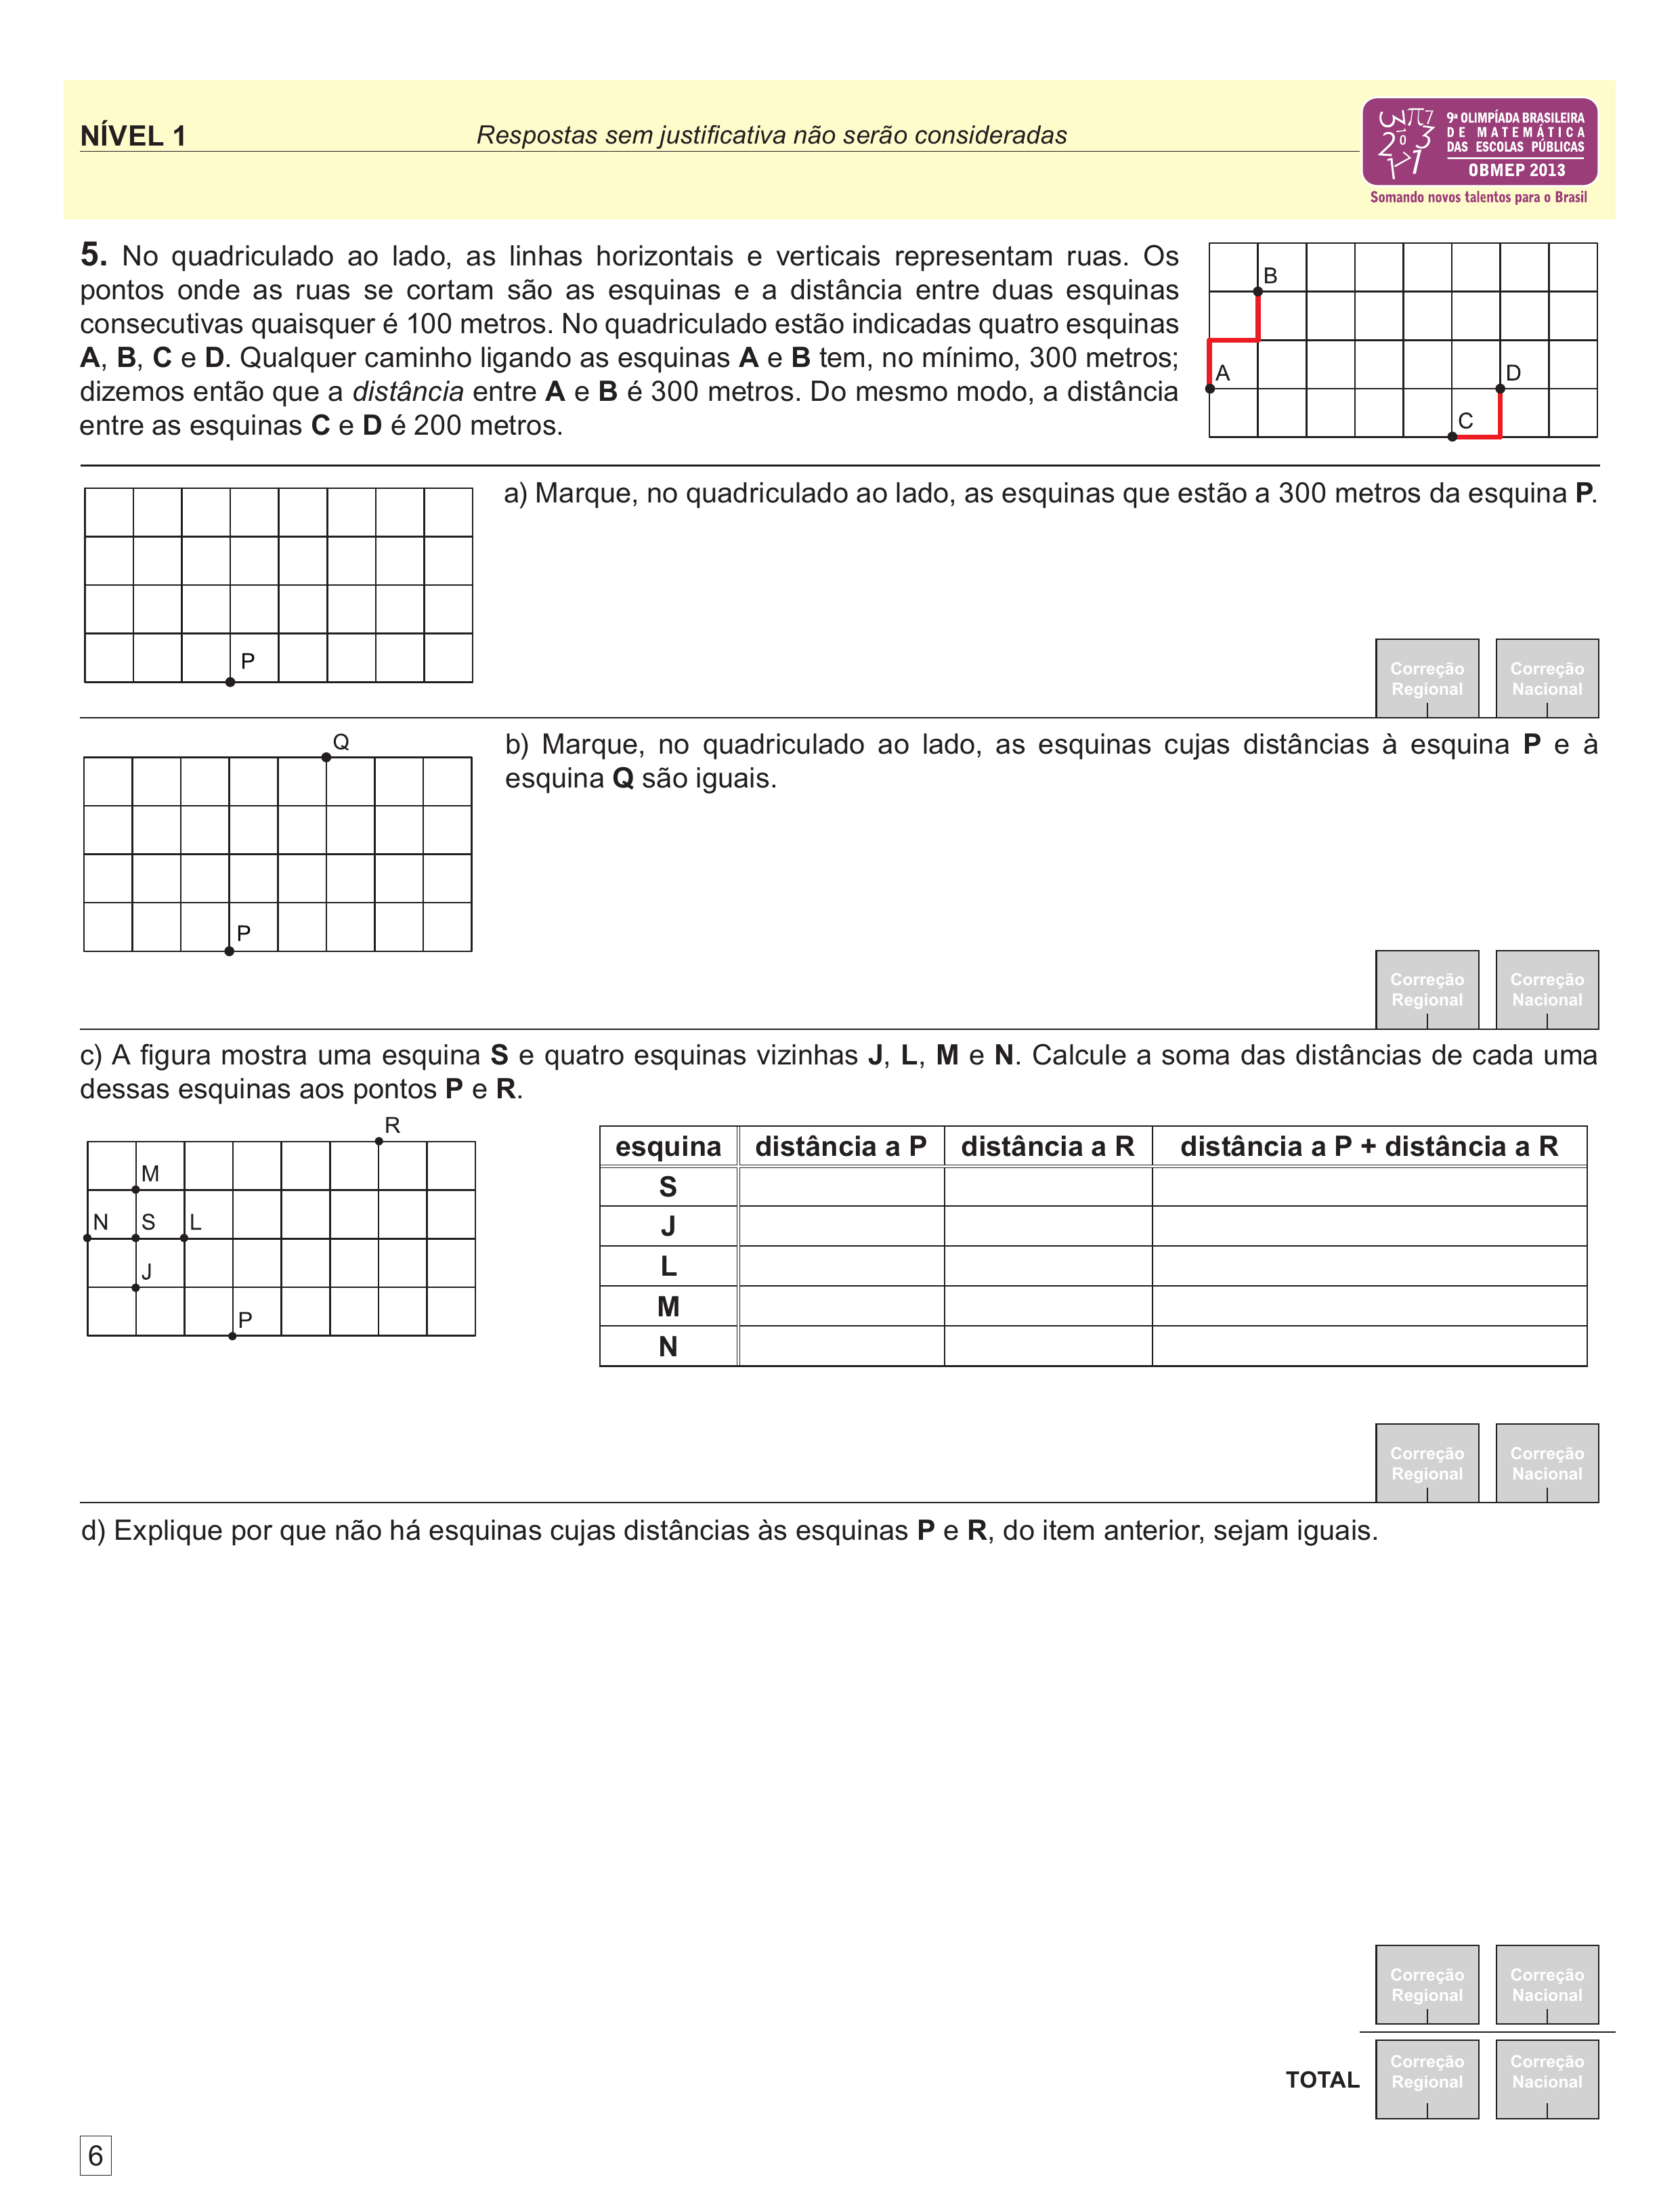 NÍVEL 1
Respostas sem justificativa não serão consideradas
9ª OLIMPÍADA BRASILEIRA
DE MATEMÁTICA
DAS ESCOLAS PÚBLICAS
OBMEP 2013
Somando novos talentos para o Brasil
5. No quadriculado ao lado, as linhas horizontais e verticais representam ruas. Os
pontos onde as ruas se cortam são as esquinas e a distância entre duas esquinas
consecutivas quaisquer é 100 metros. No quadriculado estão indicadas quatro esquinas
A, B, C e D. Qualquer caminho ligando as esquinas A e B tem, no mínimo, 300 metros;
dizemos então que a distância entre A e B é 300 metros. Do mesmo modo, a distância
entre as esquinas C e D é 200 metros.
B
A
D
C
a) Marque, no quadriculado ao lado, as esquinas que estão a 300 metros da esquina P.
P
Correção Regional
Correção Nacional
b) Marque, no quadriculado ao lado, as esquinas cujas distâncias à esquina P e à
esquina Q são iguais.
Q
P
Correção Regional
Correção Nacional
c) A figura mostra uma esquina S e quatro esquinas vizinhas J, L, M e N. Calcule a soma das distâncias de cada uma
dessas esquinas aos pontos P e R.
R
M
N S L
J
P
esquina distância a P distância a R distância a P + distância a R
S
J
L
M
N
Correção Regional
Correção Nacional
d) Explique por que não há esquinas cujas distâncias às esquinas P e R, do item anterior, sejam iguais.
Correção Regional
Correção Nacional
TOTAL
Correção Regional
Correção Nacional
6